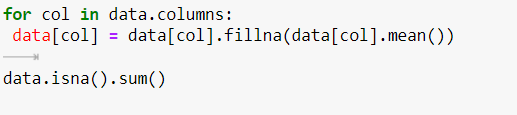 for col in data.columns:
 data[col] = data[col].fillna(data[col].mean())
data.isna().sum()